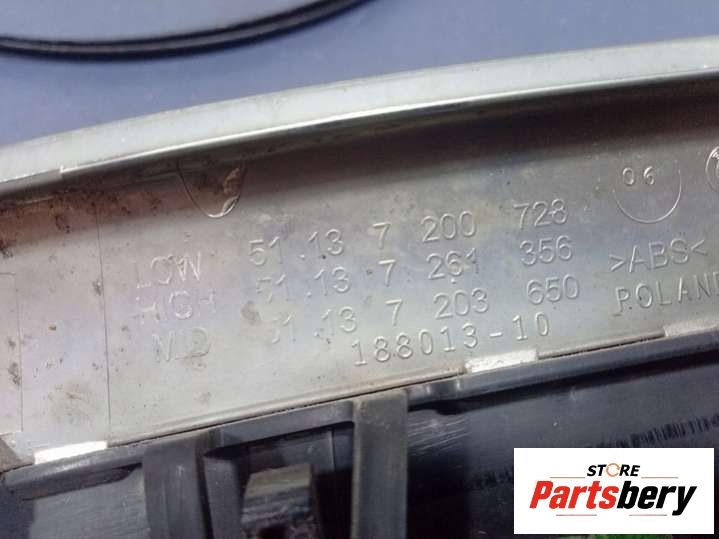 06
LOW 51.13 7 200 728
HIGH 51.13 7 261 356 >ABS<
MID 51.13 7 203 650 POLAND
188013-10
STORE
Partsbery